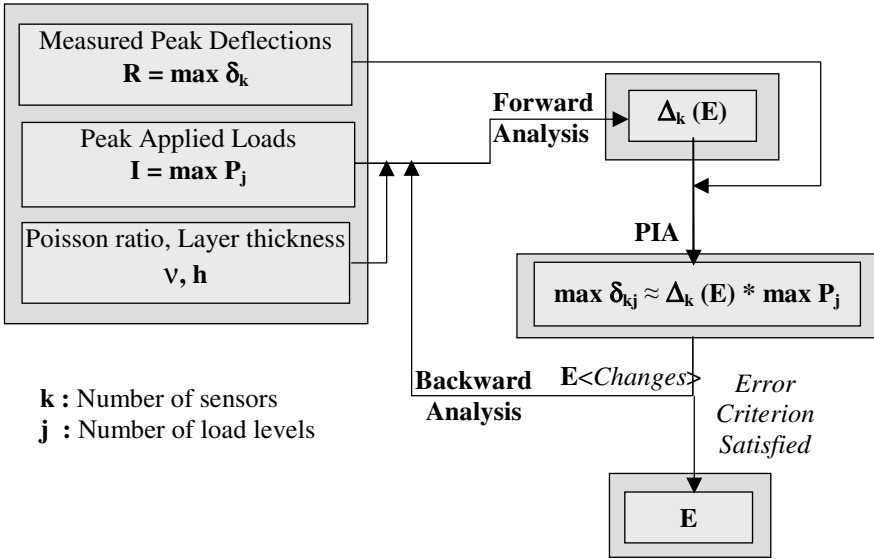 Measured Peak Deflections
R = max δk
Peak Applied Loads
I = max Pj
Poisson ratio, Layer thickness
ν, h
Forward
Analysis
Δk (E)
PIA
max δkj ≈ Δk (E) * max Pj
Backward
Analysis
E<Changes>
Error
Criterion
Satisfied
E
k : Number of sensors
j : Number of load levels